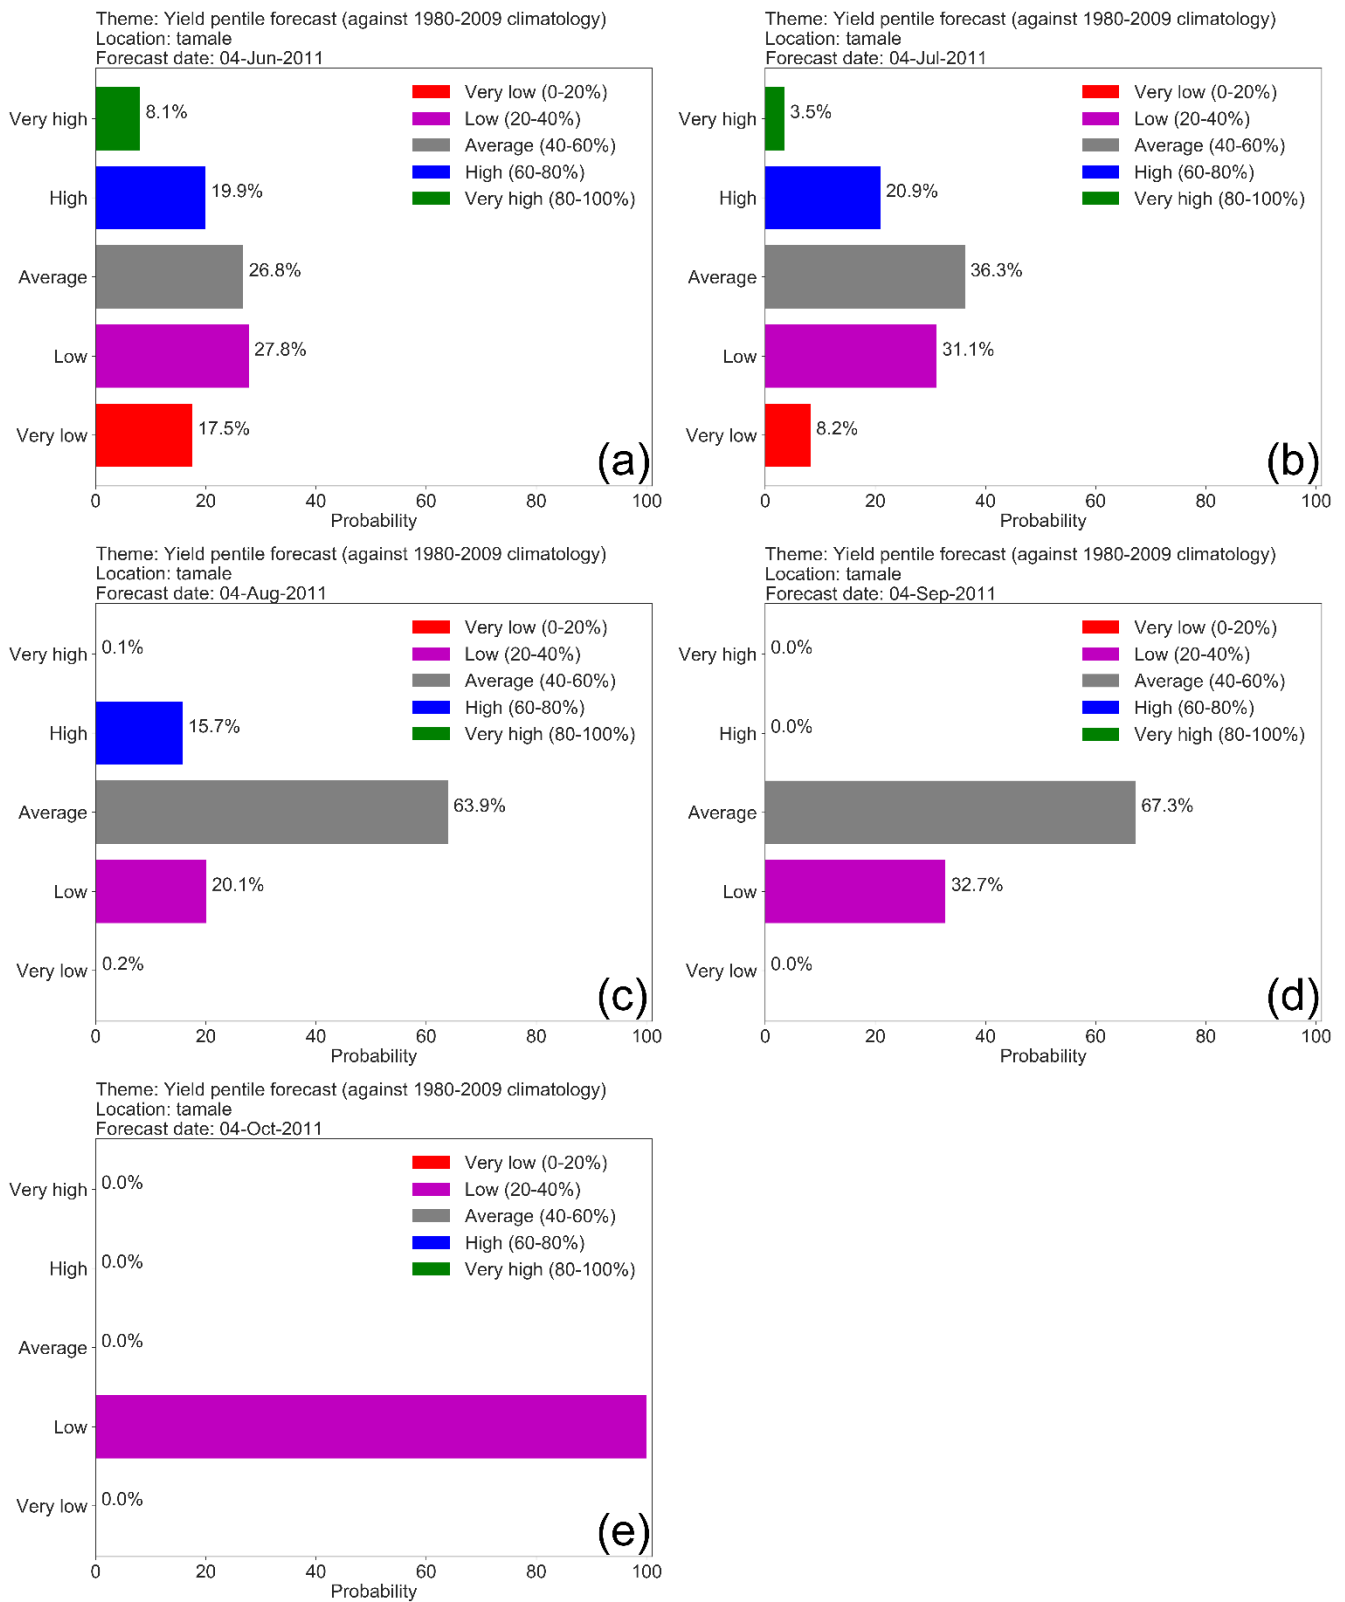 Theme: Yield pentile forecast (against 1980-2009 climatology)
Location: tamale
Forecast date: 04-Jun-2011
Very low (0-20%)
Low (20-40%)
Average (40-60%)
High (60-80%)
Very high (80-100%)
Very high
8.1%
High
19.9%
Average
26.8%
Low
27.8%
Very low
17.5%
(a)
0 20 40 60 80 100
Probability
Theme: Yield pentile forecast (against 1980-2009 climatology)
Location: tamale
Forecast date: 04-Jul-2011
Very low (0-20%)
Low (20-40%)
Average (40-60%)
High (60-80%)
Very high (80-100%)
Very high
3.5%
High
20.9%
Average
36.3%
Low
31.1%
Very low
8.2%
(b)
0 20 40 60 80 100
Probability
Theme: Yield pentile forecast (against 1980-2009 climatology)
Location: tamale
Forecast date: 04-Aug-2011
Very low (0-20%)
Low (20-40%)
Average (40-60%)
High (60-80%)
Very high (80-100%)
Very high
0.1%
High
15.7%
Average
63.9%
Low
20.1%
Very low
0.2%
(c)
0 20 40 60 80 100
Probability
Theme: Yield pentile forecast (against 1980-2009 climatology)
Location: tamale
Forecast date: 04-Sep-2011
Very low (0-20%)
Low (20-40%)
Average (40-60%)
High (60-80%)
Very high (80-100%)
Very high
0.0%
High
0.0%
Average
67.3%
Low
32.7%
Very low
0.0%
(d)
0 20 40 60 80 100
Probability
Theme: Yield pentile forecast (against 1980-2009 climatology)
Location: tamale
Forecast date: 04-Oct-2011
Very low (0-20%)
Low (20-40%)
Average (40-60%)
High (60-80%)
Very high (80-100%)
Very high
0.0%
High
0.0%
Average
0.0%
Low
Very low
0.0%
(e)
0 20 40 60 80 100
Probability